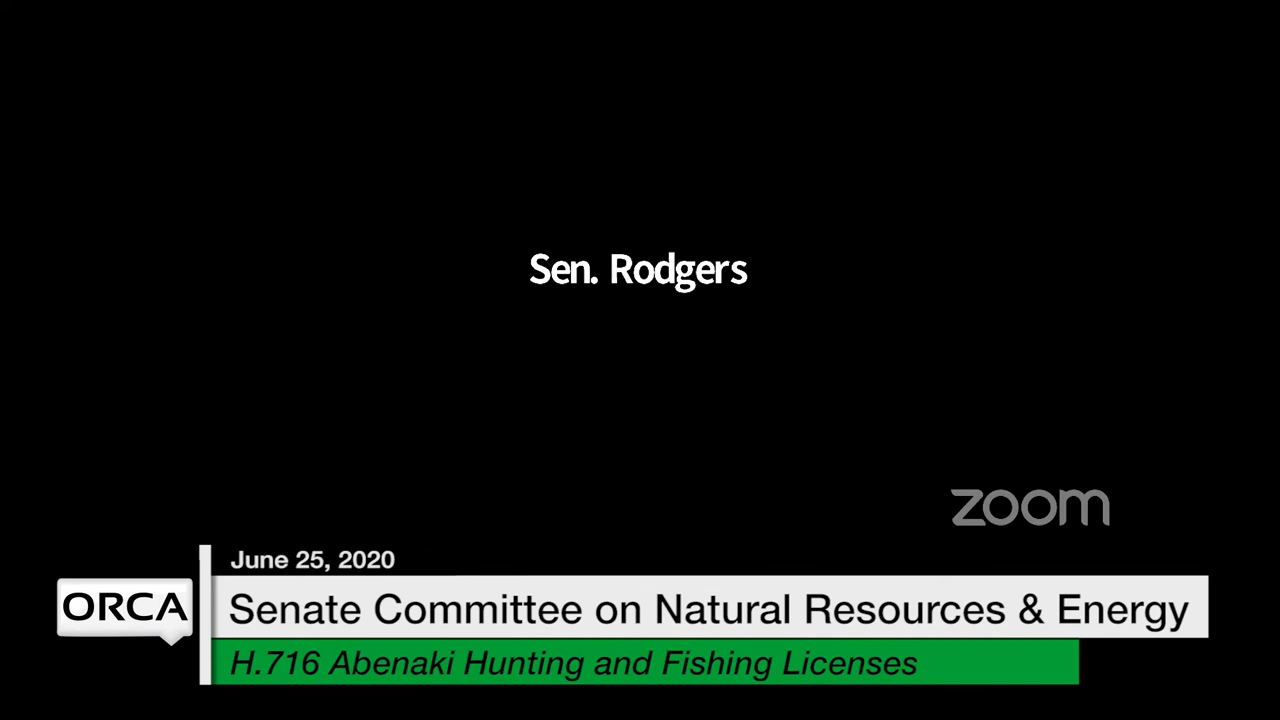 Sen. Rodgers
zoom
June 25, 2020
ORCA
Senate Committee on Natural Resources & Energy
H.716 Abenaki Hunting and Fishing Licenses